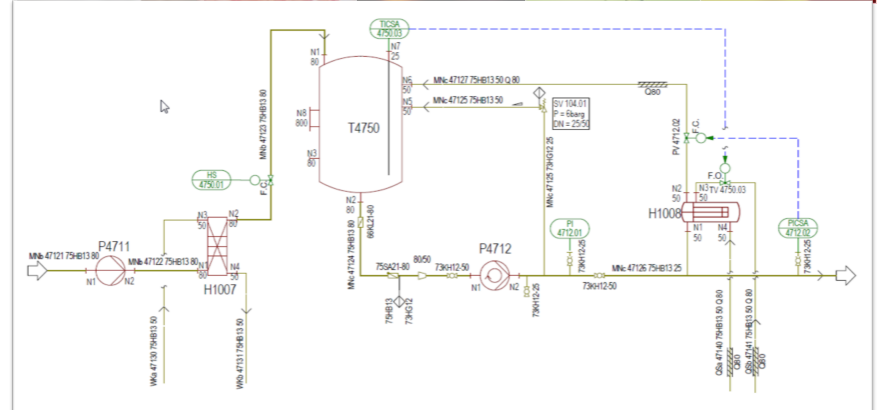 TICSA
4750.03
N7
25
N1
80
N6
50
MNc 47127 75HB13 50 Q 80
Q80
N5
50
MNc 47125 75HB13 50
SV 104.01
P = 6barg
DN = 25/50
N8
800
T4750
MNb 47123 75HB13 80
N3
80
PV 4712.02
F.C.
HS
4750.01
F.C.
MNc 47125 73HG12 25
F.O.
TV 4750.03
N2
80
66KL21-80
N2
50
N3
50
H1008
N1
50
N4
50
PI
4712.01
PICSA
4712.02
N3
50
N2
80
P4711
MNb 47121 75HB13 80
MNb 47122 75HB13 80
N1
N2
N1
80
N4
50
H1007
MNc 47124 75HB13 80
80/50
P4712
75SA21-80
73KH12-50
N1
N2
73KH12-25
73KH12-25
MNc 47126 75HB13 25
73KH12-50
73KH12-25
75HB13
73HG12
WKa 47130 75HB13 50
WKb 47131 75HB13 50
QSa 47140 75HB13 50 Q 80
Q80
QSb 47141 75HB13 50 Q 80
Q80